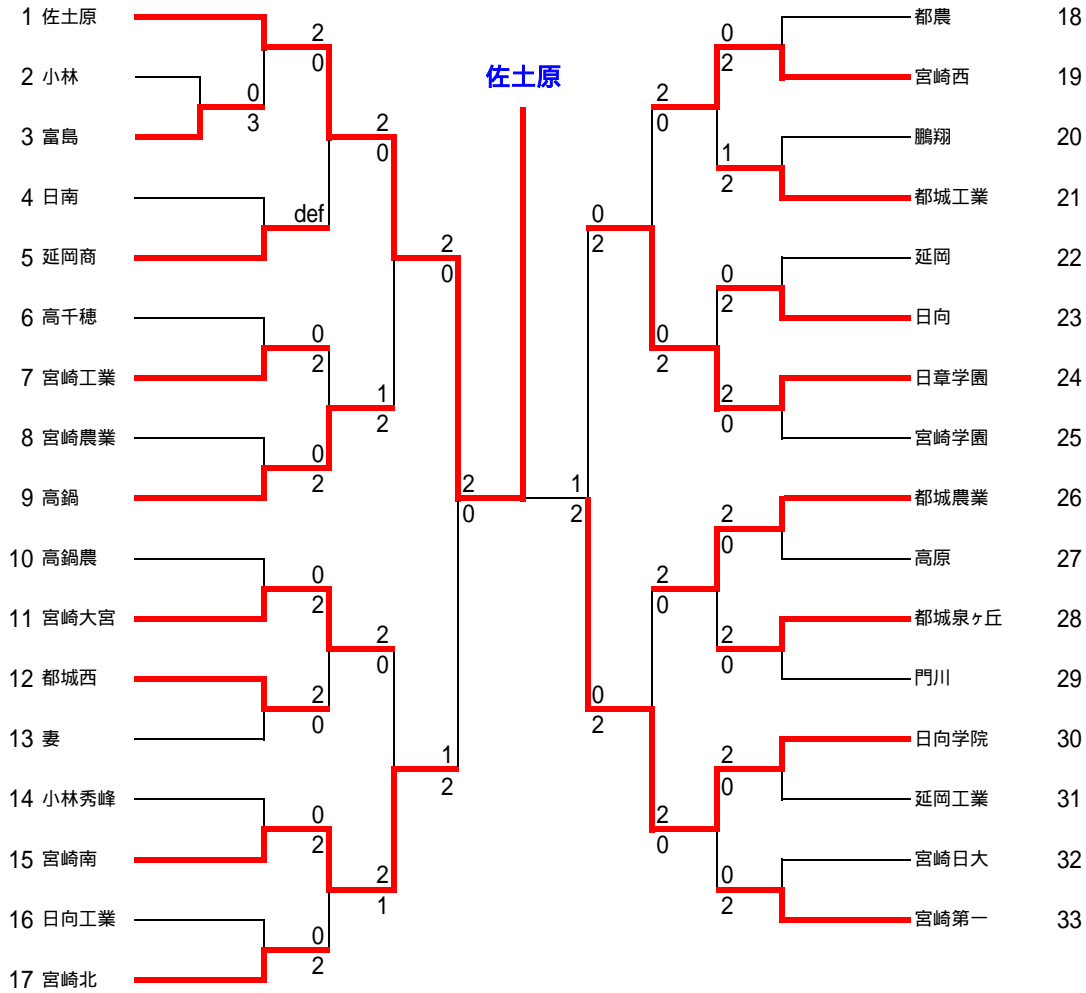 佐土原
1 佐土原
2 小林
3 富島
4 日南
5 延岡商
6 高千穂
7 宮崎工業
8 宮崎農業
9 高鍋
10 高鍋農
11 宮崎大宮
12 都城西
13 妻
14 小林秀峰
15 宮崎南
16 日向工業
17 宮崎北
2
0
0
3
def
0
2
0
2
0
2
2
0
0
2
0
2
2
0
1
2
2
0
2
1
2
0
1
2
2
0
1
2
0
2
0
2
2
0
0
2
2
0
0
2
1
2
0
2
2
0
2
0
2
0
2
0
0
2
都農 18
宮崎西 19
鵬翔 20
都城工業 21
延岡 22
日向 23
日章学園 24
宮崎学園 25
都城農業 26
高原 27
都城泉ヶ丘 28
門川 29
日向学院 30
延岡工業 31
宮崎日大 32
宮崎第一 33